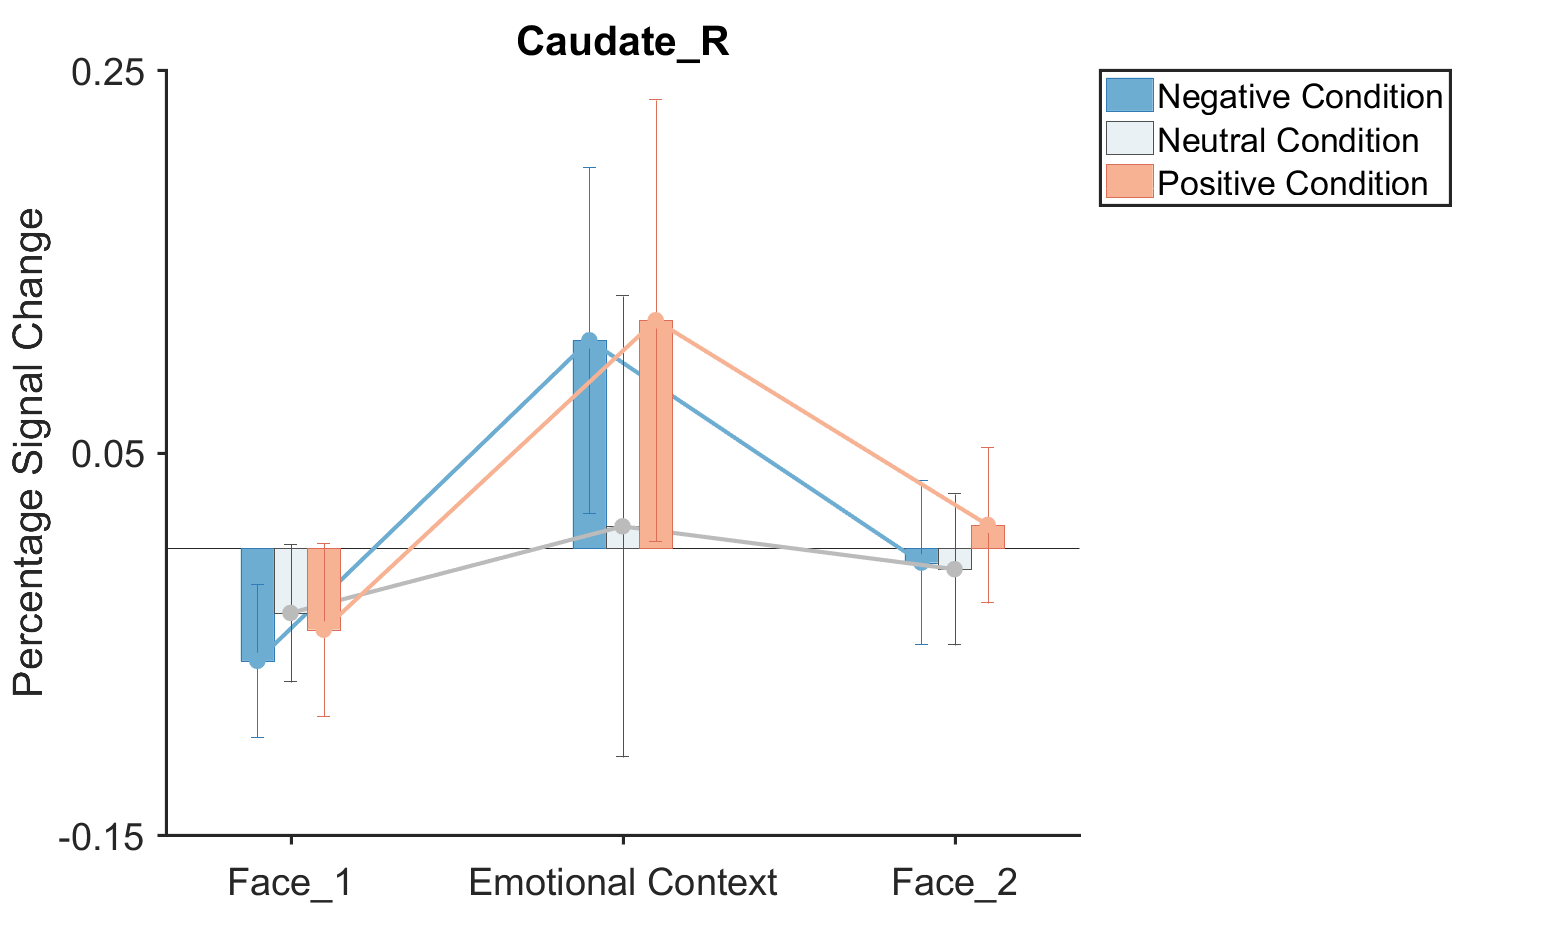 Caudate_R
0.25
0.05
-0.15
Percentage Signal Change
Face_1
Emotional Context
Face_2
Negative Condition
Neutral Condition
Positive Condition